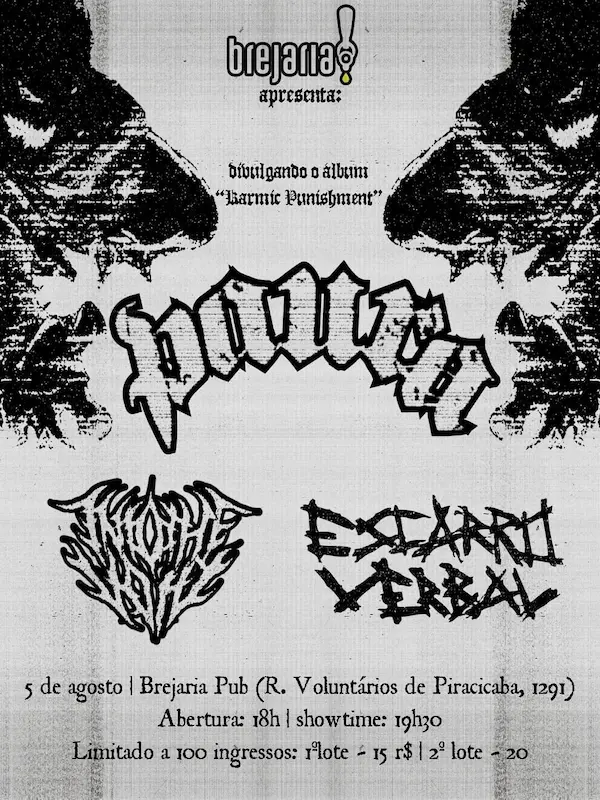 brejaria!
apresenta:
divulgando o álbum
“Karmic Punishment”
ESCARRO
VERBAL
5 de agosto | Brejaria Pub (R. Voluntários de Piracicaba, 1291)
Abertura: 18h | showtime: 19h30
Limitado a 100 ingressos: 1ªlote - 15 r$ | 2º lote - 20